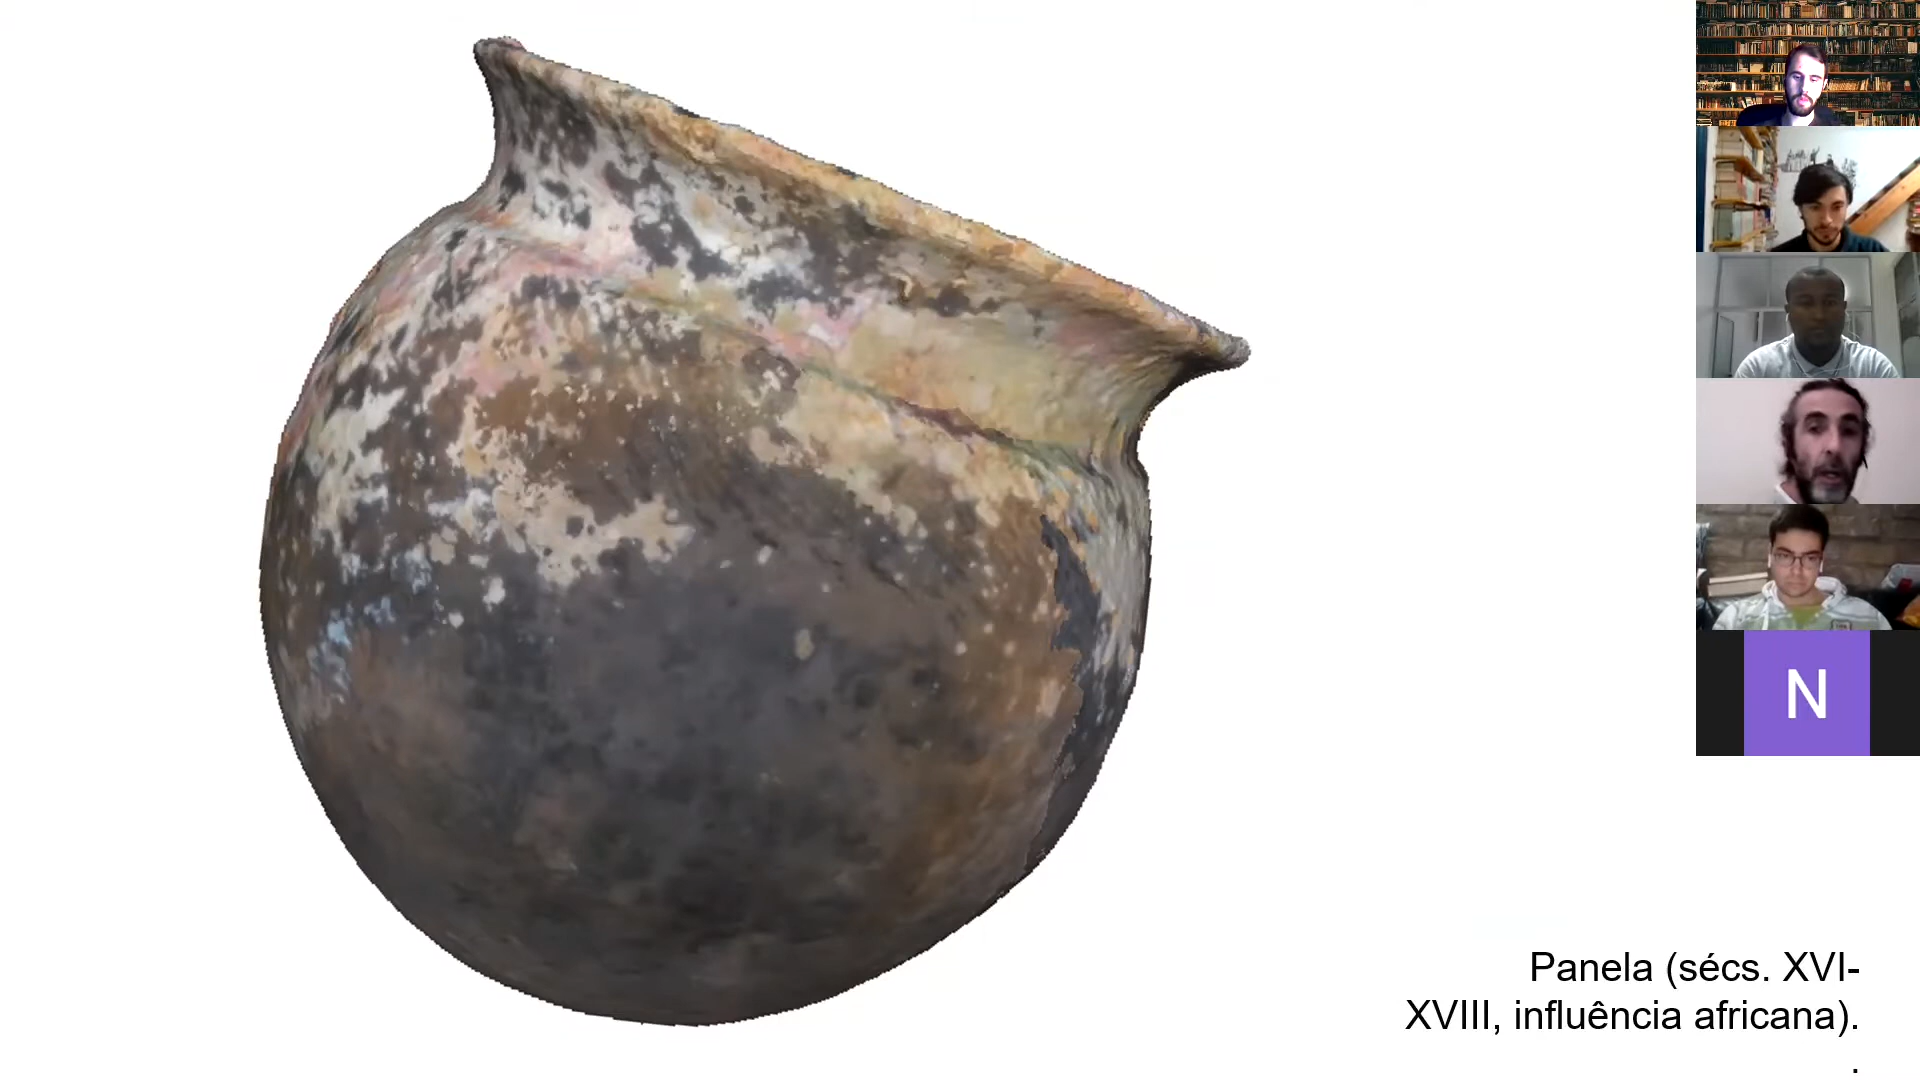 N
Panela (sécs. XVI-
XVIII, influência africana).
.